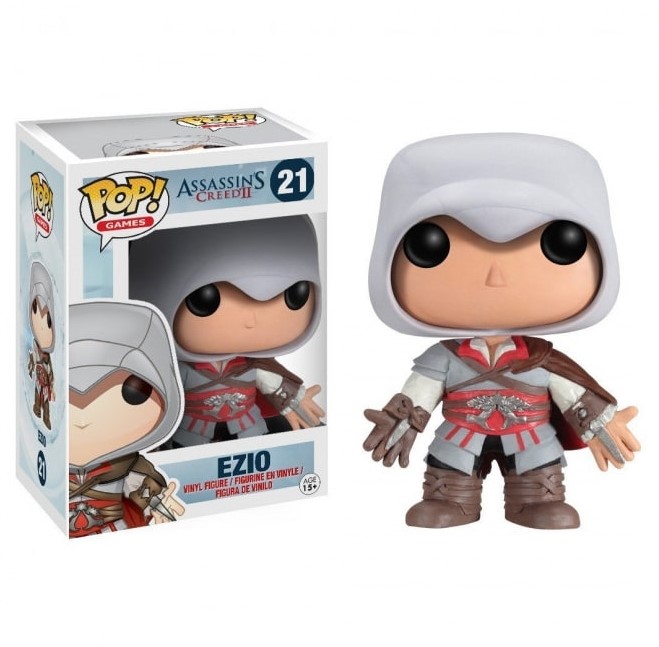 POP!
POP!
GAMES
ASSASSIN'S
CREED II
21
POP!
EZIO
21
EZIO
VINYL FIGURE / FIGURINE EN VINYLE /
FIGURA DE VINILO
AGE
15+